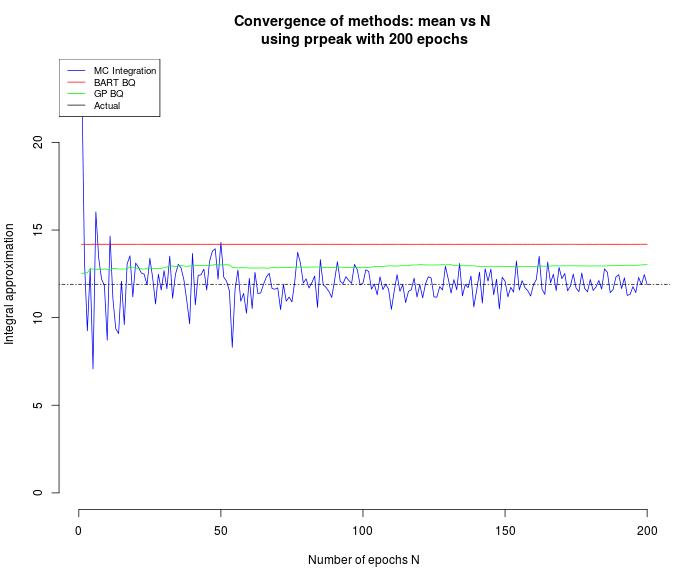 Convergence of methods: mean vs N
using prpeak with 200 epochs
MC Integration
BART BQ
GP BQ
Actual
Integral approximation
20
15
10
5
0
0 50 100 150 200
Number of epochs N